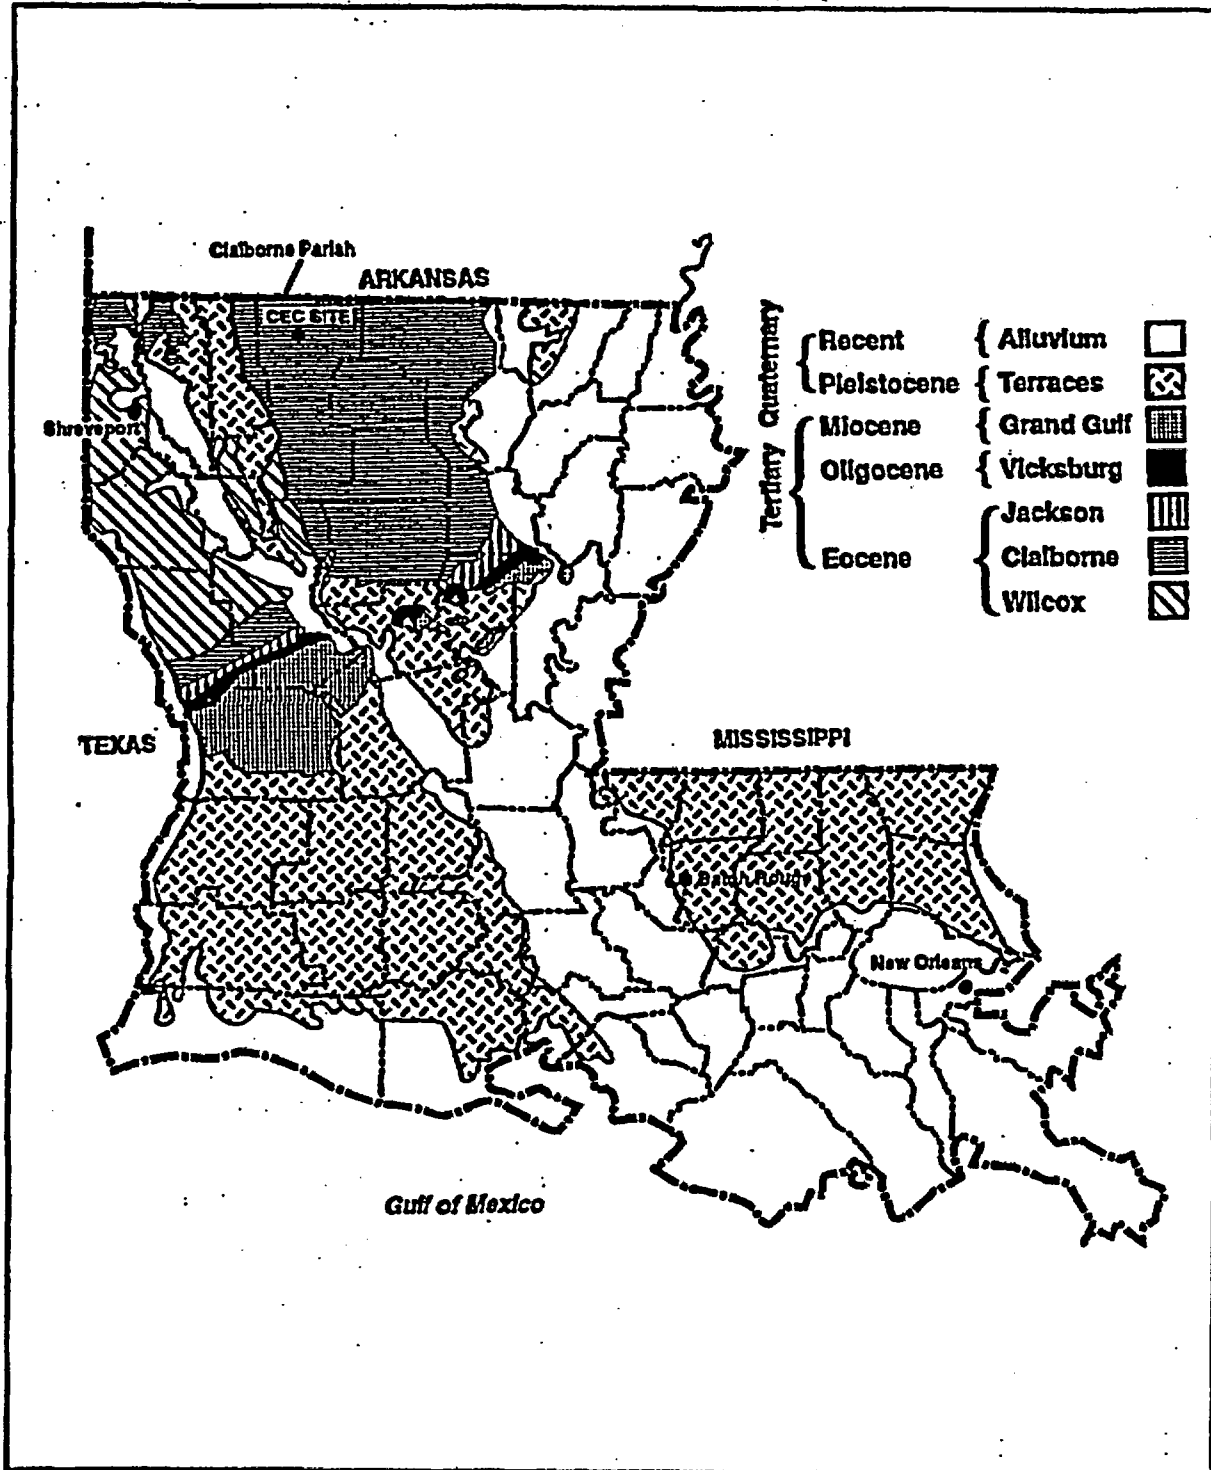 Claiborne Parish
ARKANSAS
CEC SITE
Shreveport
TEXAS
MISSISSIPPI
Baton Rouge
New Orleans
Gulf of Mexico
Quaternary
Recent { Alluvium
Pleistocene { Terraces
Tertiary
Miocene { Grand Gulf
Oligocene { Vicksburg
Eocene { Jackson
Claiborne
Wilcox